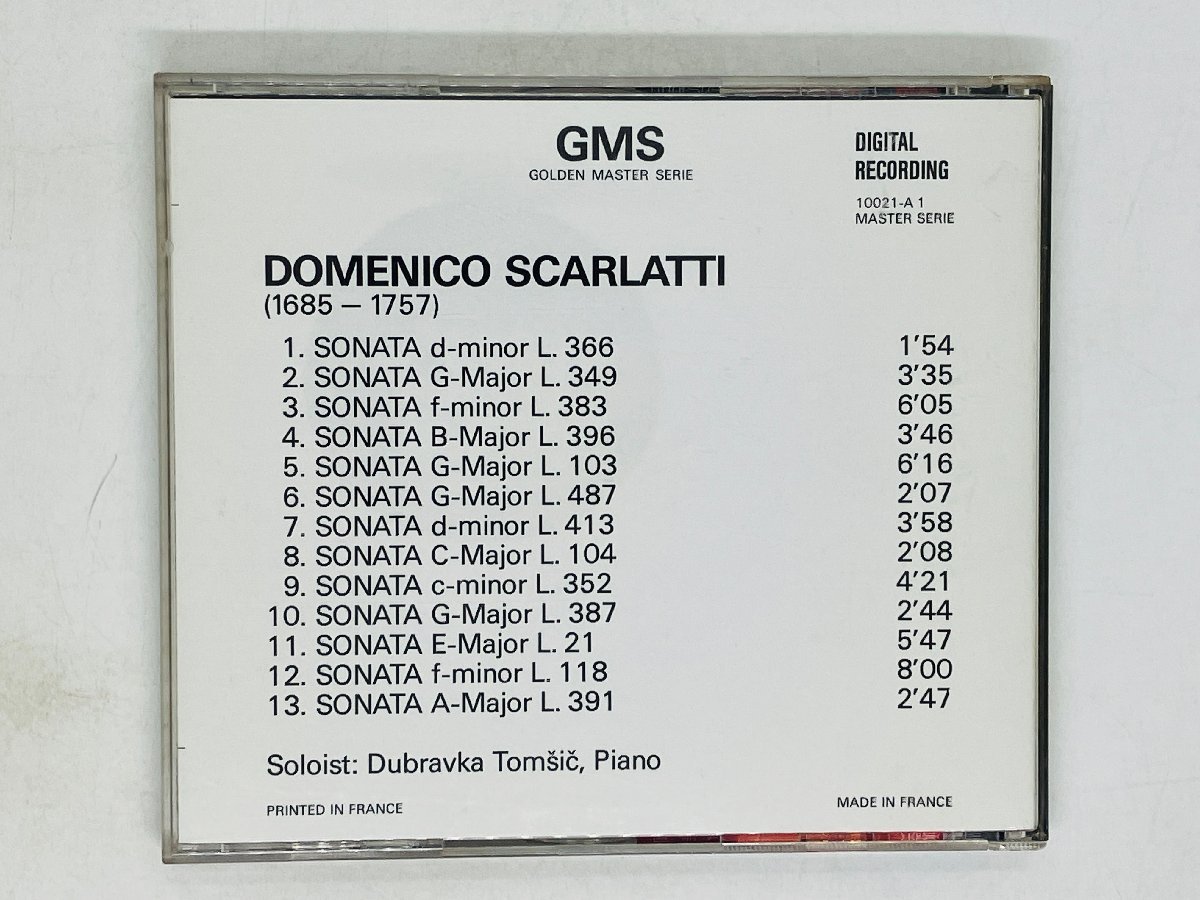 GMS
GOLDEN MASTER SERIE
DIGITAL
RECORDING
10021-A 1
MASTER SERIE
DOMENICO SCARLATTI
(1685 – 1757)
1. SONATA d-minor L. 366 1'54
2. SONATA G-Major L. 349 3'35
3. SONATA f-minor L. 383 6'05
4. SONATA B-Major L. 396 3'46
5. SONATA G-Major L. 103 6'16
6. SONATA G-Major L. 487 2'07
7. SONATA d-minor L. 413 3'58
8. SONATA C-Major L. 104 2'08
9. SONATA c-minor L. 352 4'21
10. SONATA G-Major L. 387 2'44
11. SONATA E-Major L. 21 5'47
12. SONATA f-minor L. 118 8'00
13. SONATA A-Major L. 391 2'47
Soloist: Dubravka Tomšič, Piano
PRINTED IN FRANCE
MADE IN FRANCE